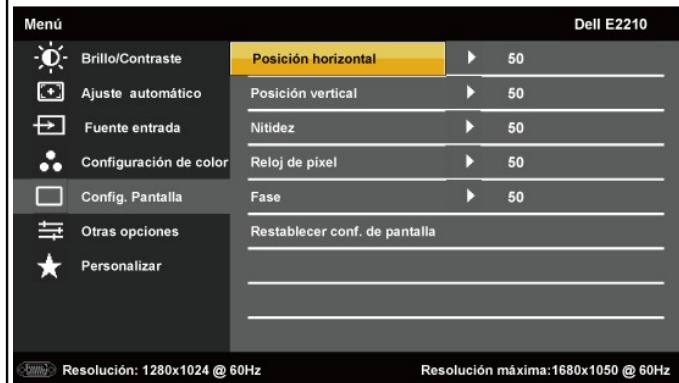 Menú Dell E2210
Brillo/Contraste Posición horizontal 50
Ajuste automático Posición vertical 50
Fuente entrada Nitidez 50
Configuración de color Reloj de píxel 50
Config. Pantalla Fase 50
Otras opciones Restablecer conf. de pantalla
Personalizar
Resolución: 1280x1024 @ 60Hz Resolución máxima:1680x1050 @ 60Hz